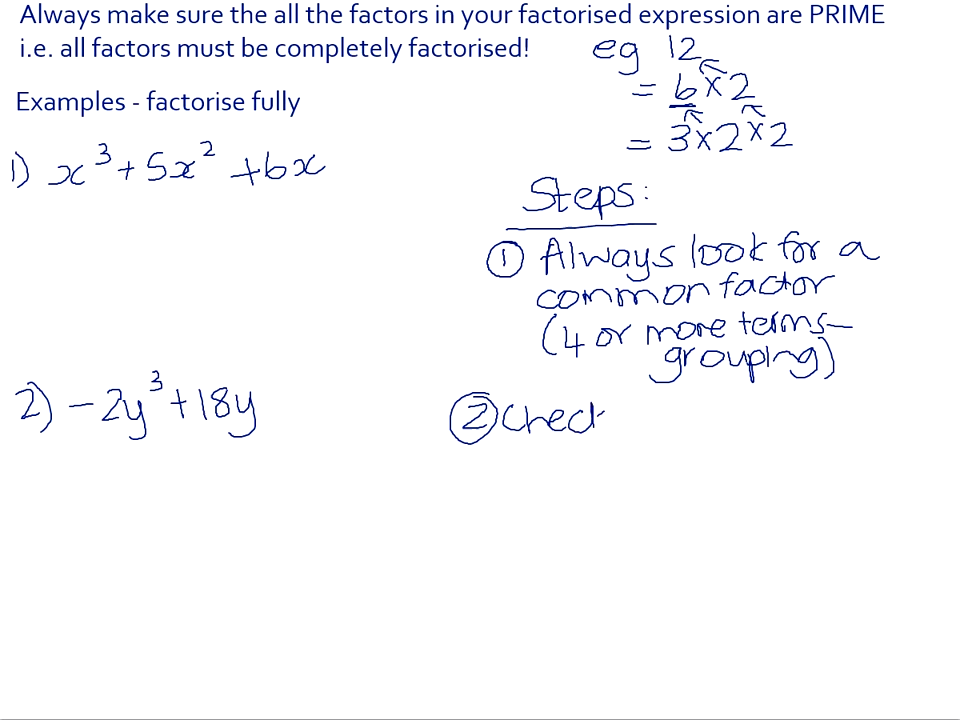 Always make sure the all the factors in your factorised expression are PRIME
i.e. all factors must be completely factorised!
eg 12
= 6 × 2
= 3 × 2 × 2
Examples - factorise fully
1) x³ + 5x² + 6x
Steps:
① Always look for a
common factor
(4 or more terms–
grouping)
2) -2y³ + 18y
② Check